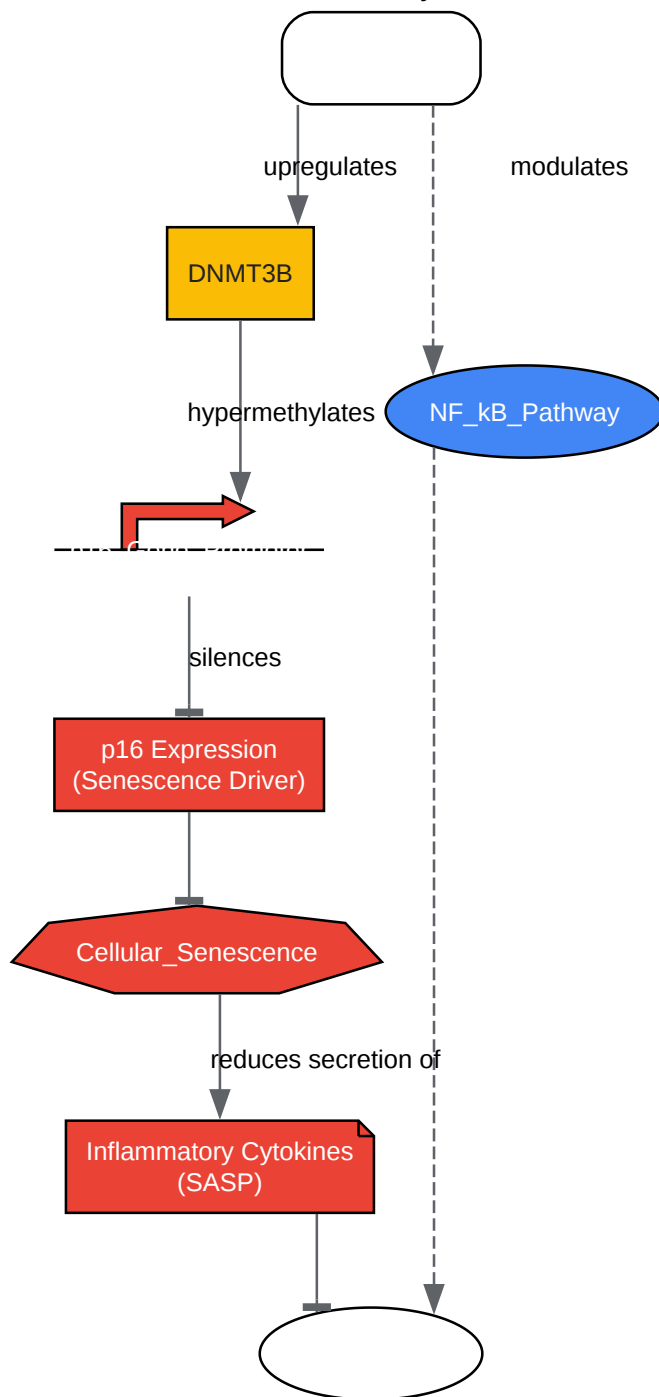 upregulates
modulates
DNMT3B
hypermethylates
NF_kB_Pathway
silences
p16 Expression
(Senescence Driver)
Cellular_Senescence
reduces secretion of
Inflammatory Cytokines
(SASP)